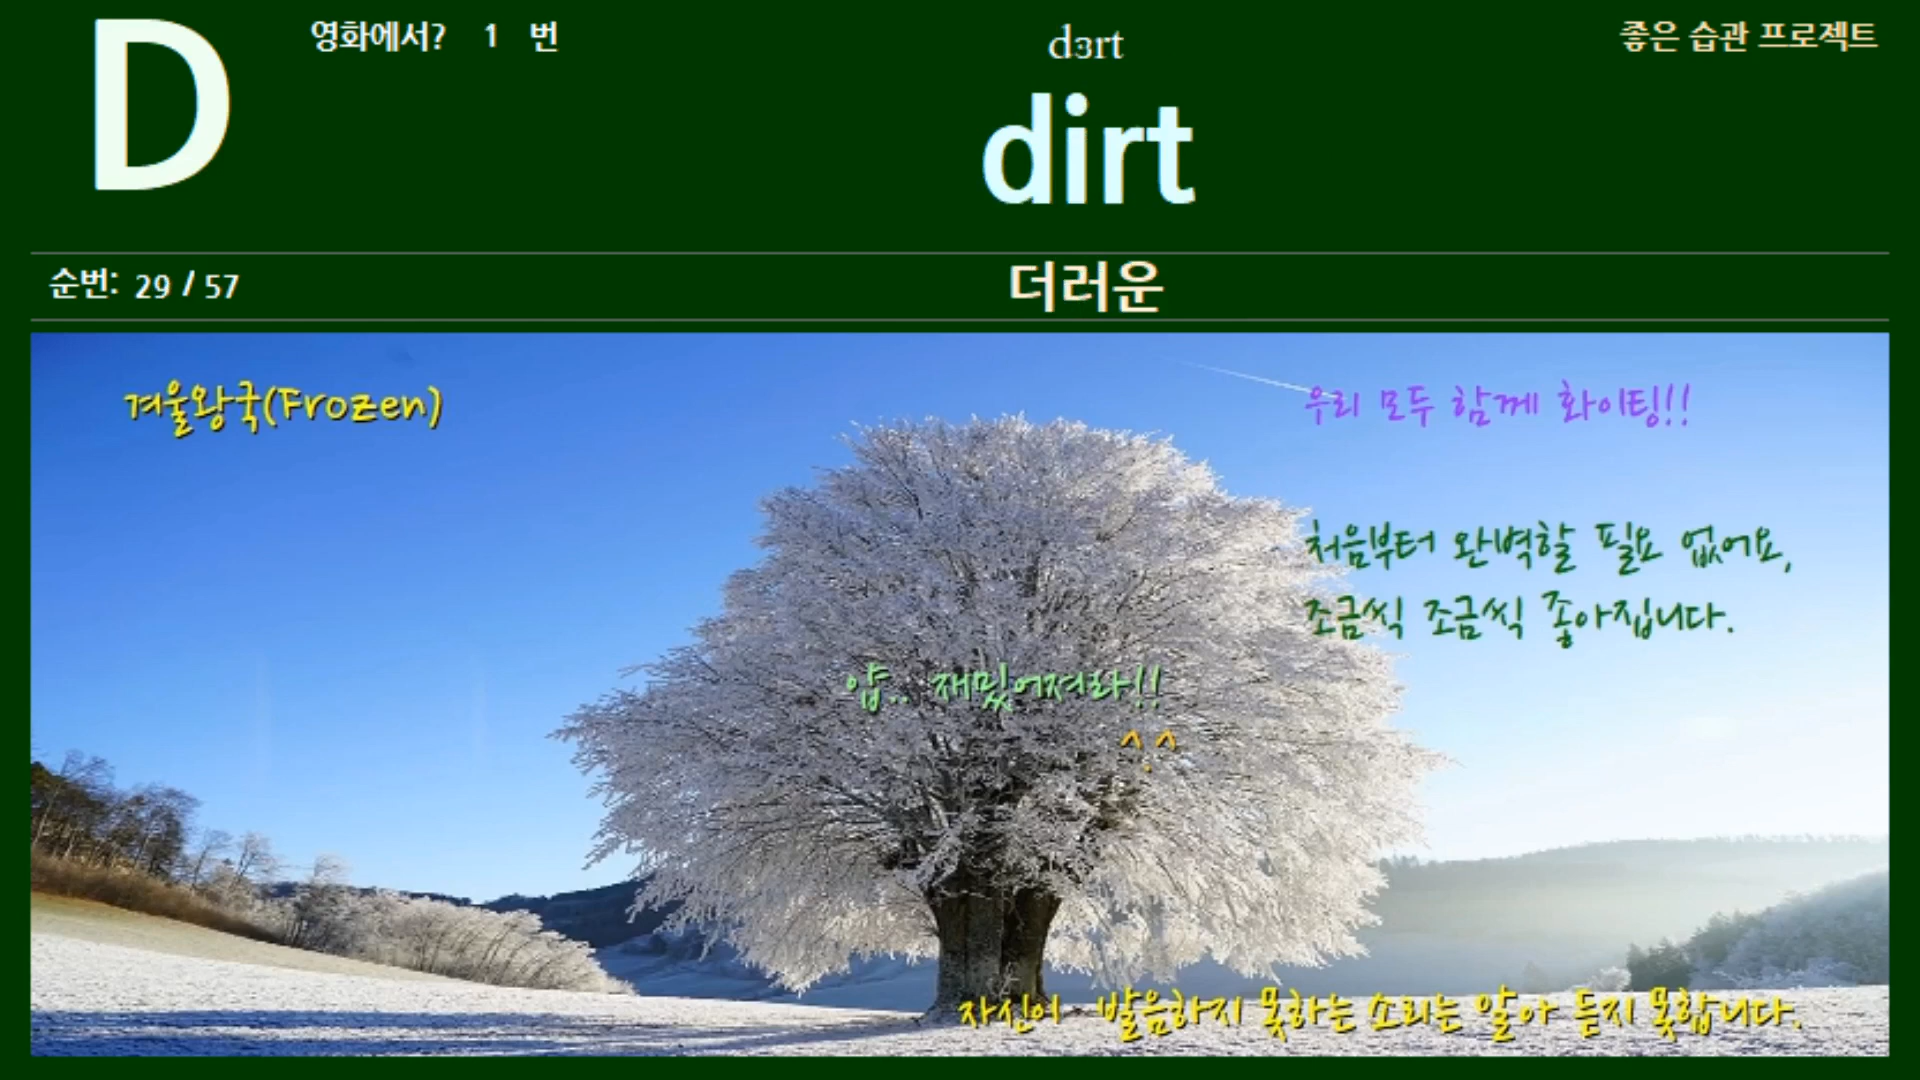 D
영화에서? 1 번
dɜrt
좋은 습관 프로젝트
dirt
순번: 29 / 57
더러운
겨울왕국(Frozen)
우리 모두 함께 화이팅!!
처음부터 완벽할 필요 없어요,
조금씩 조금씩 좋아집니다.
얍.. 재밌어져라!!
^.^
자신이 발음하지 못하는 소리는 알아 듣지 못합니다.